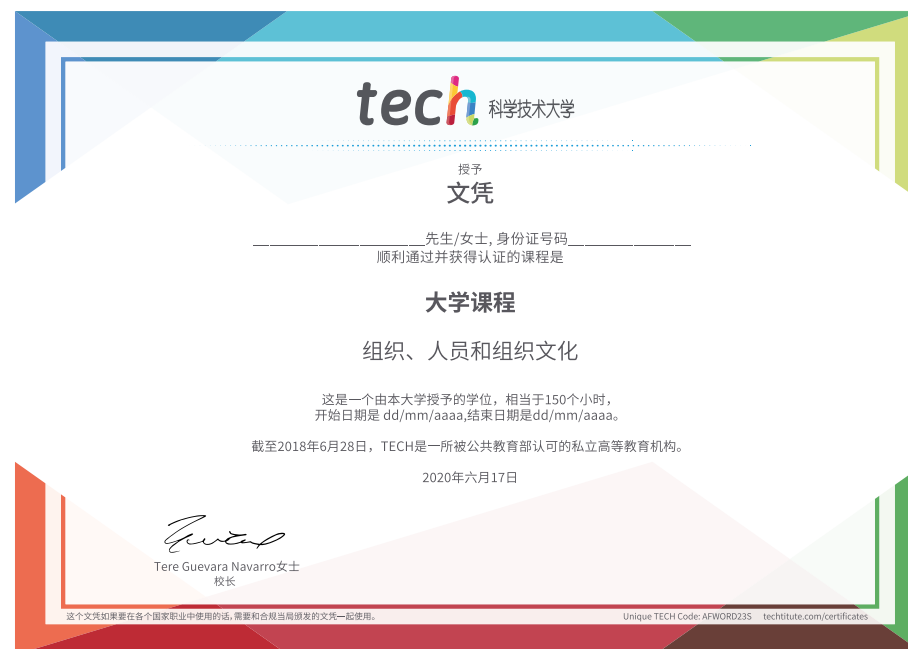 tech 科学技术大学
授予
文凭
______________________先生/女士, 身份证号码________________
顺利通过并获得认证的课程是
大学课程
组织、人员和组织文化
这是一个由本大学授予的学位，相当于150个小时，
开始日期是 dd/mm/aaaa,结束日期是dd/mm/aaaa。
截至2018年6月28日，TECH是一所被公共教育部认可的私立高等教育机构。
2020年六月17日
Tere Guevara Navarro女士
校长
这个文凭如果要在各个国家职业中使用的话,需要和合规当局颁发的文凭一起使用。
Unique TECH Code: AFWORD23S techtitute.com/certificates